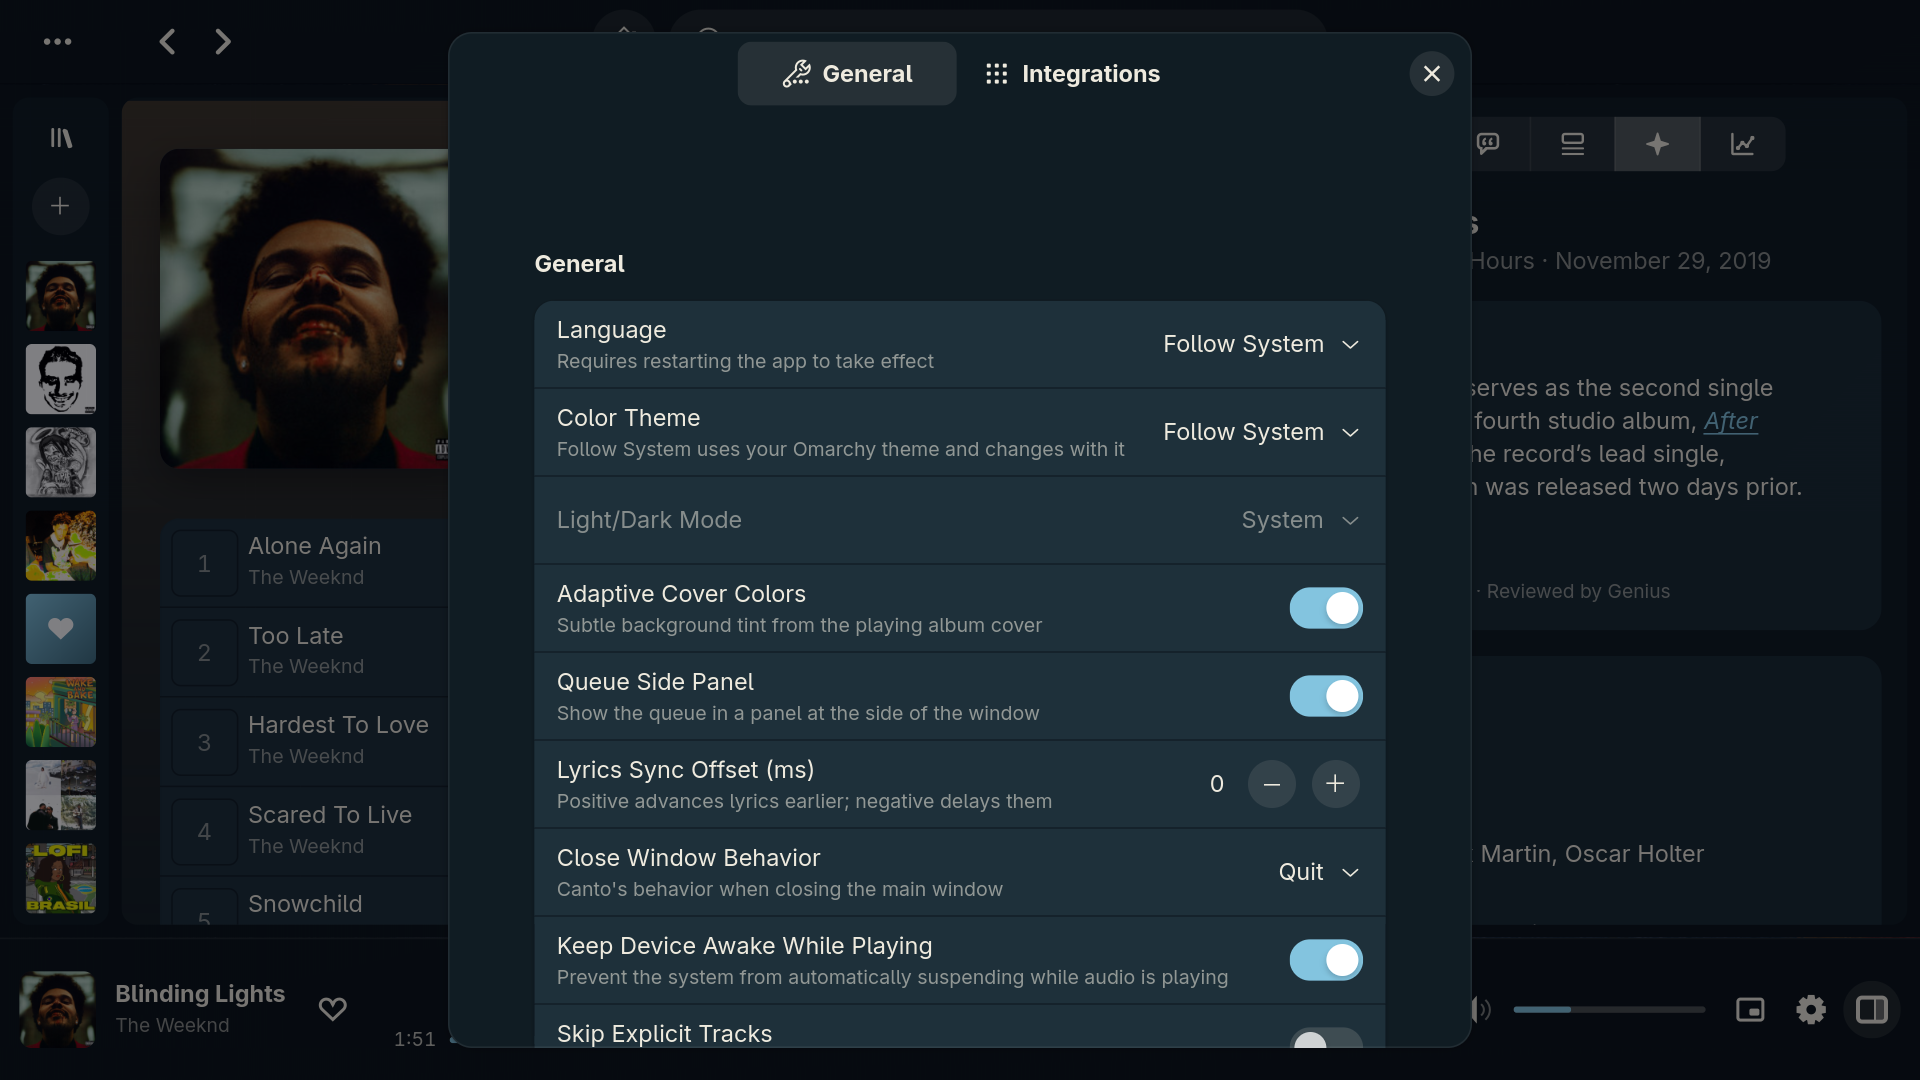 General
Integrations
General
Language
Requires restarting the app to take effect
Follow System
Color Theme
Follow System uses your Omarchy theme and changes with it
Follow System
Light/Dark Mode
System
Adaptive Cover Colors
Subtle background tint from the playing album cover
Queue Side Panel
Show the queue in a panel at the side of the window
Lyrics Sync Offset (ms)
Positive advances lyrics earlier; negative delays them
0
Close Window Behavior
Canto's behavior when closing the main window
Quit
Keep Device Awake While Playing
Prevent the system from automatically suspending while audio is playing
Skip Explicit Tracks
WAKE
BAKE
LOFI
BRASIL
1
Alone Again
The Weeknd
2
Too Late
The Weeknd
3
Hardest To Love
The Weeknd
4
Scared To Live
The Weeknd
5
Snowchild
Hours · November 29, 2019
serves as the second single
fourth studio album, After
record’s lead single,
was released two days prior.
· Reviewed by Genius
Martin, Oscar Holter
Blinding Lights
The Weeknd
1:51